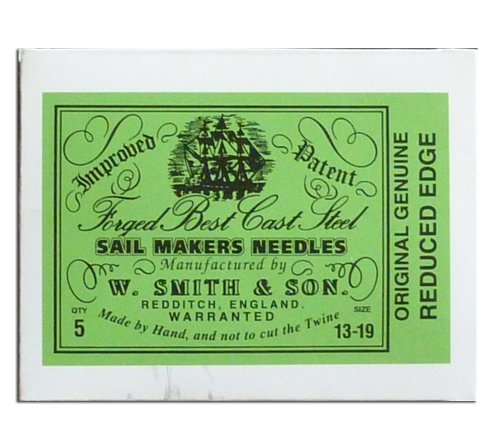 Improved
Patent
Forged Best Cast Steel
SAIL MAKERS NEEDLES
Manufactured by
W. SMITH & SON.
REDDITCH, ENGLAND.
WARRANTED
Made by Hand, and not to cut the Twine
QTY
5
SIZE
13-19
ORIGINAL GENUINE
REDUCED EDGE